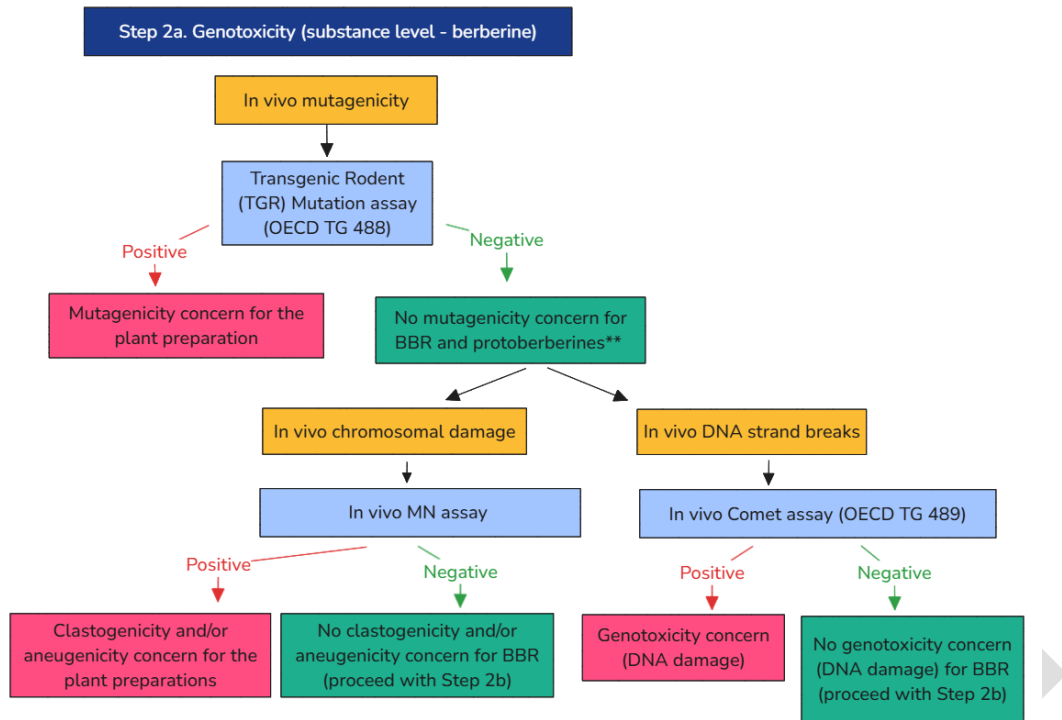 Step 2a. Genotoxicity (substance level - berberine)
In vivo mutagenicity
Transgenic Rodent
(TGR) Mutation assay
(OECD TG 488)
Positive
Negative
Mutagenicity concern for the
plant preparation
No mutagenicity concern for
BBR and protoberberines**
In vivo chromosomal damage
In vivo DNA strand breaks
In vivo MN assay
In vivo Comet assay (OECD TG 489)
Positive
Negative
Positive
Negative
Clastogenicity and/or
aneugenicity concern for the
plant preparations
No clastogenicity and/or
aneugenicity concern for BBR
(proceed with Step 2b)
Genotoxicity concern
(DNA damage)
No genotoxicity concern
(DNA damage) for BBR
(proceed with Step 2b)